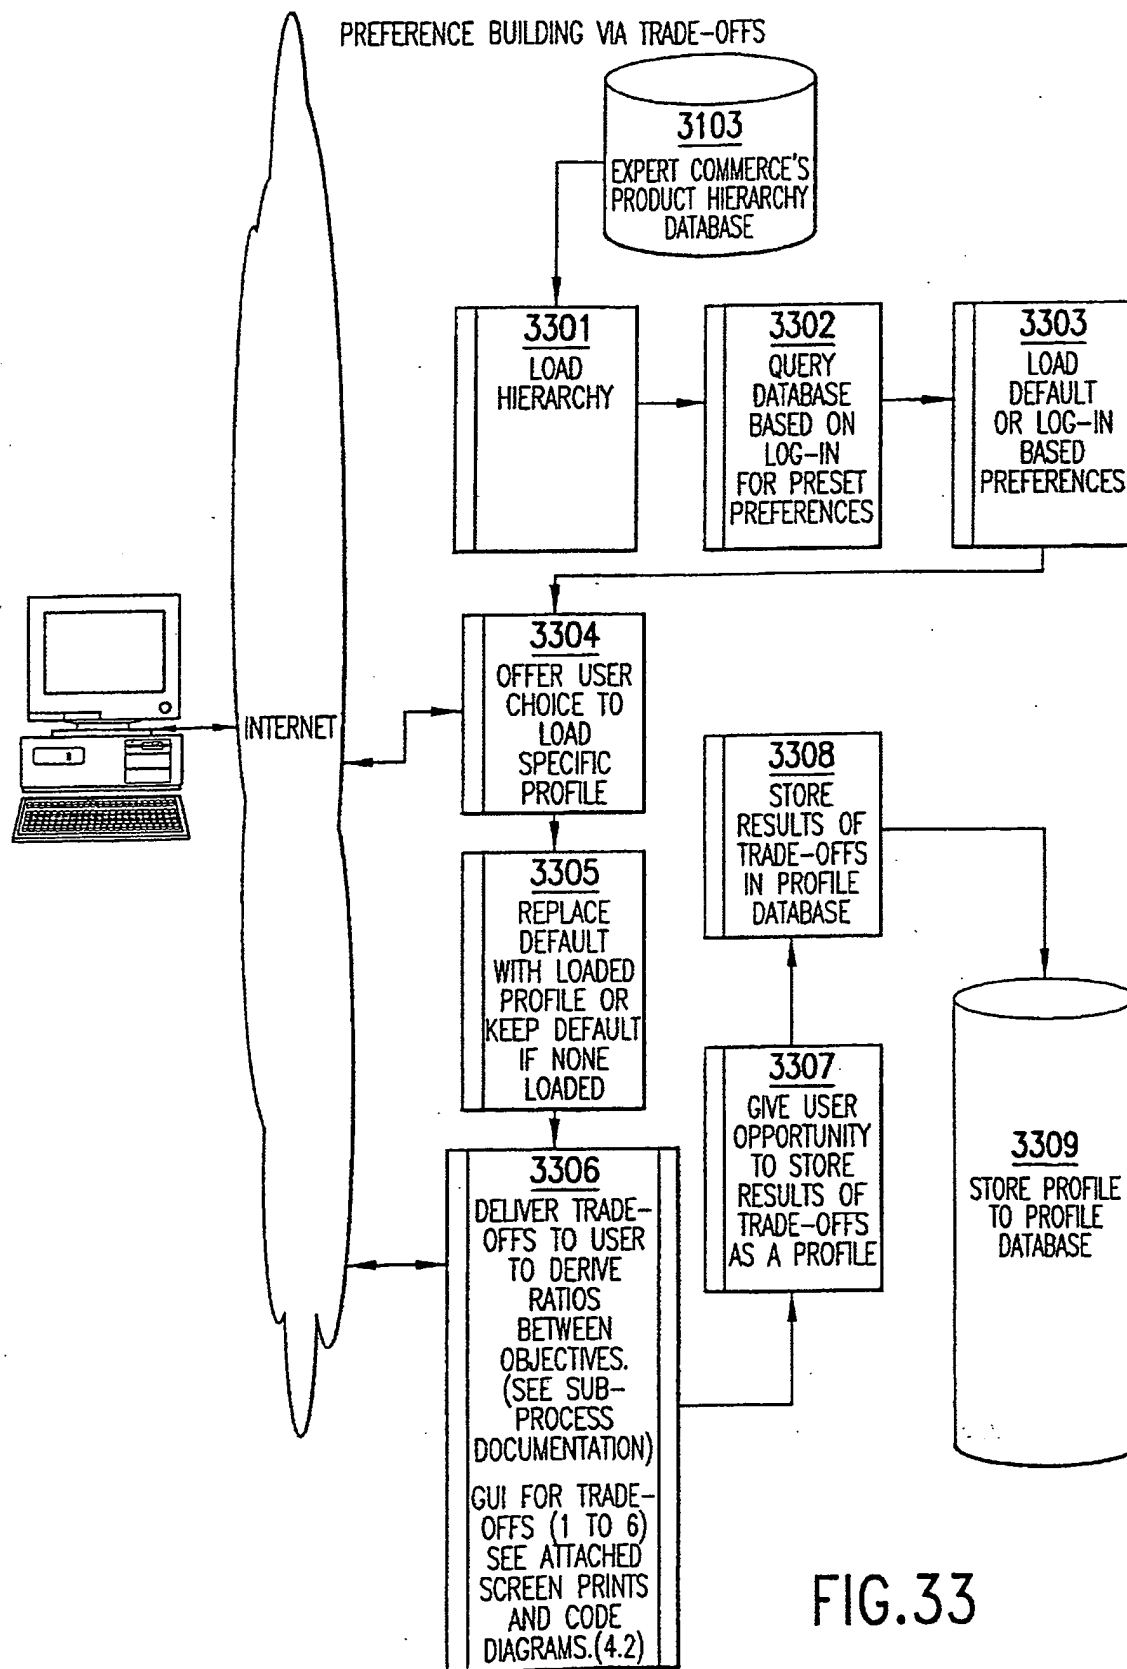 PREFERENCE BUILDING VIA TRADE-OFFS
3103
EXPERT COMMERCE'S
PRODUCT HIERARCHY
DATABASE
3301
LOAD
HIERARCHY
3302
QUERY
DATABASE
BASED ON
LOG-IN
FOR PRESET
PREFERENCES
3303
LOAD
DEFAULT
OR LOG-IN
BASED
PREFERENCES
INTERNET
3304
OFFER USER
CHOICE TO
LOAD
SPECIFIC
PROFILE
3305
REPLACE
DEFAULT
WITH LOADED
PROFILE OR
KEEP DEFAULT
IF NONE
LOADED
3306
DELIVER TRADE-
OFFS TO USER
TO DERIVE
RATIOS
BETWEEN
OBJECTIVES.
(SEE SUB-
PROCESS
DOCUMENTATION)
GUI FOR TRADE-
OFFS (1 TO 6)
SEE ATTACHED
SCREEN PRINTS
AND CODE
DIAGRAMS.(4.2)
3307
GIVE USER
OPPORTUNITY
TO STORE
RESULTS OF
TRADE-OFFS
AS A PROFILE
3308
STORE
RESULTS OF
TRADE-OFFS
IN PROFILE
DATABASE
3309
STORE PROFILE
TO PROFILE
DATABASE
FIG.33